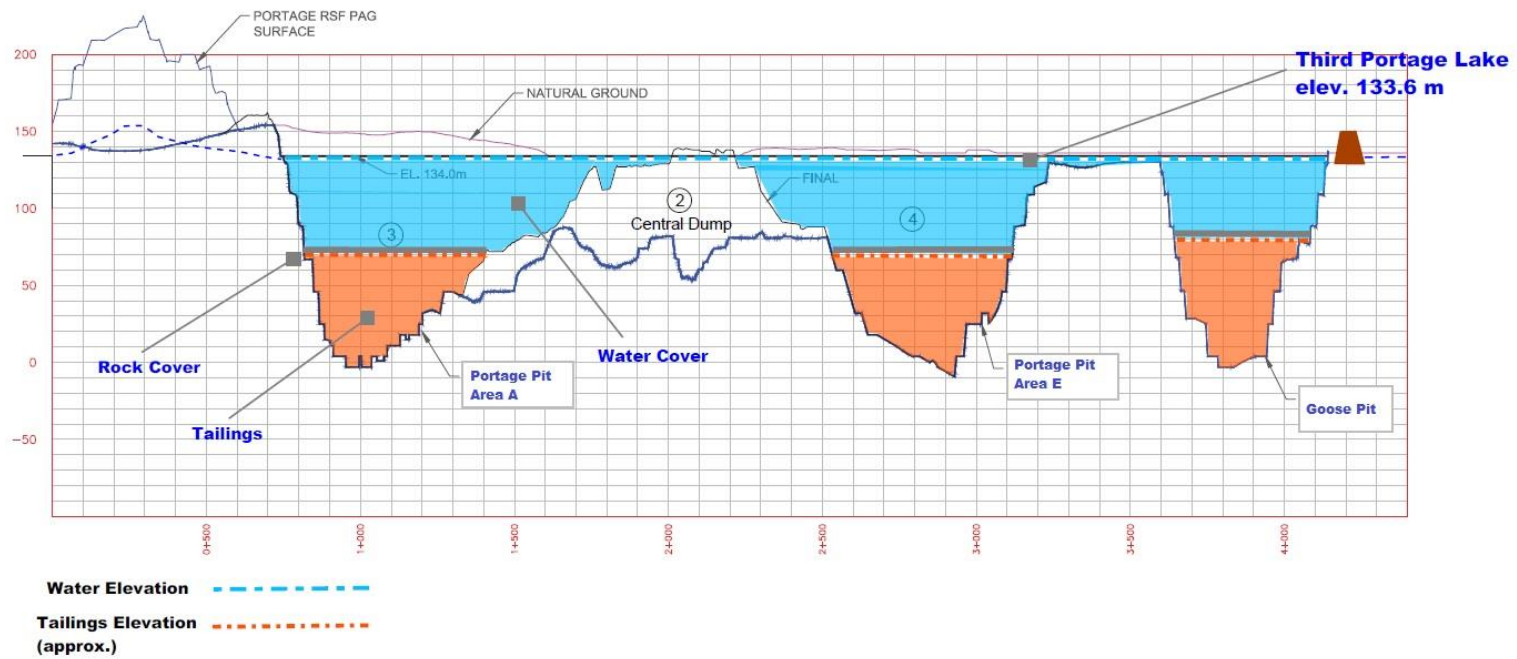 PORTAGE RSF PAG
SURFACE
200
150
100
50
0
−50
NATURAL GROUND
Third Portage Lake
elev. 133.6 m
EL. 134.0m
FINAL
3
2
Central Dump
4
Rock Cover
Tailings
Water Cover
Portage Pit
Area A
Portage Pit
Area E
Goose Pit
0+500
1+000
1+500
2+000
2+500
3+000
3+500
4+000
Water Elevation
Tailings Elevation
(approx.)